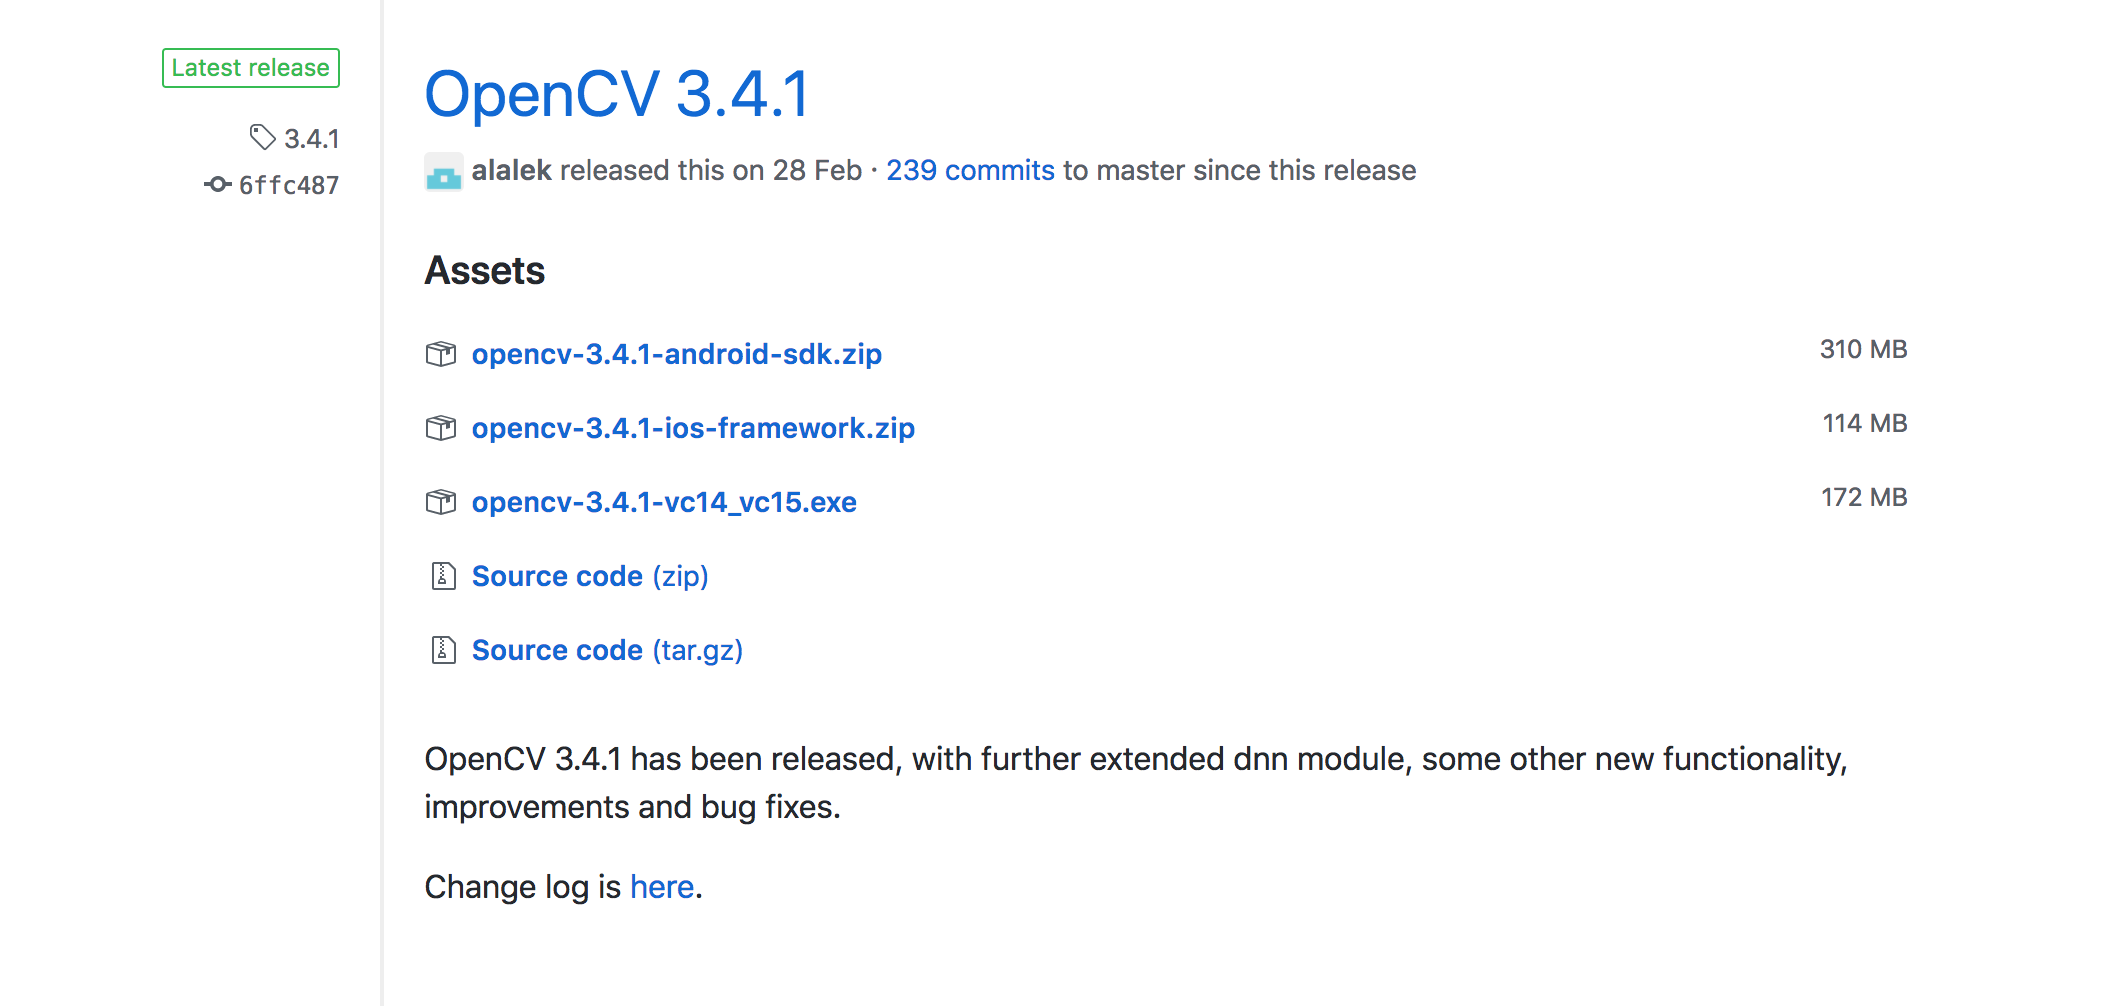 Latest release
3.4.1
6ffc487
OpenCV 3.4.1
alalek released this on 28 Feb · 239 commits to master since this release
Assets
opencv-3.4.1-android-sdk.zip 310 MB
opencv-3.4.1-ios-framework.zip 114 MB
opencv-3.4.1-vc14_vc15.exe 172 MB
Source code (zip)
Source code (tar.gz)
OpenCV 3.4.1 has been released, with further extended dnn module, some other new functionality,
improvements and bug fixes.
Change log is here.